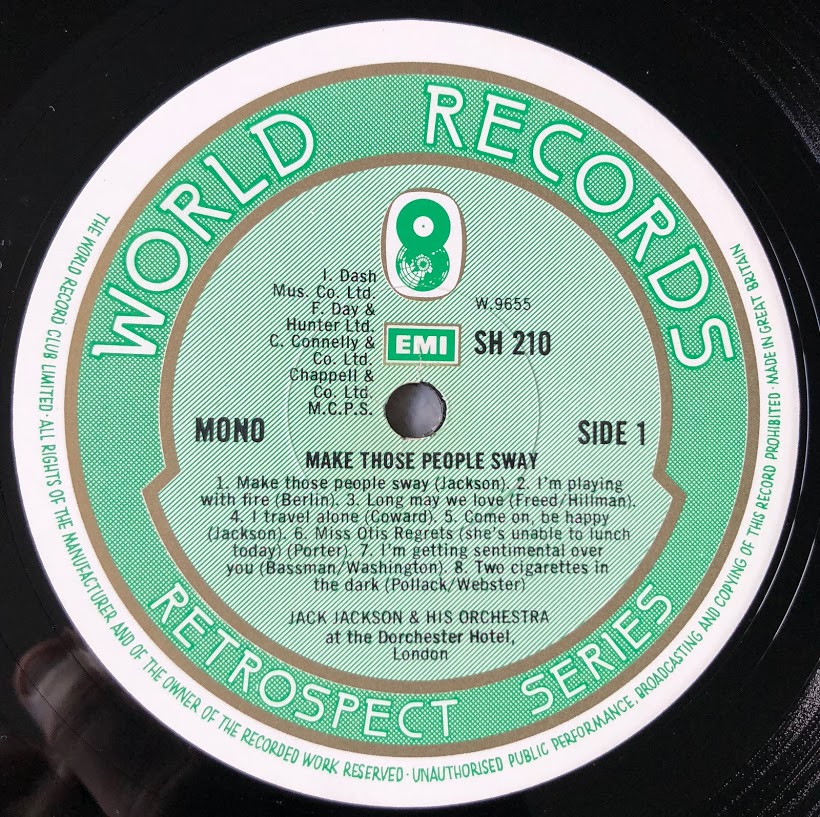 WORLD RECORDS
I. Dash
Mus. Co. Ltd.
F. Day &
Hunter Ltd.
C. Connelly &
Co. Ltd.
Chappell &
Co. Ltd.
M.C.P.S.
W.9655
EMI
SH 210
MONO
SIDE 1
MAKE THOSE PEOPLE SWAY
1. Make those people sway (Jackson). 2. I'm playing
with fire (Berlin). 3. Long may we love (Freed/Hillman).
4. I travel alone (Coward). 5. Come on, be happy
(Jackson). 6. Miss Otis Regrets (she's unable to lunch
today) (Porter). 7. I'm getting sentimental over
you (Bassman/Washington). 8. Two cigarettes in
the dark (Pollack/Webster)
JACK JACKSON & HIS ORCHESTRA
at the Dorchester Hotel,
London
RETROSPECT SERIES
THE WORLD RECORD CLUB LIMITED · ALL RIGHTS OF THE MANUFACTURER AND OF THE OWNER OF THE RECORDED WORK RESERVED · UNAUTHORISED PUBLIC PERFORMANCE, BROADCASTING AND COPYING OF THIS RECORD PROHIBITED · MADE IN GREAT BRITAIN